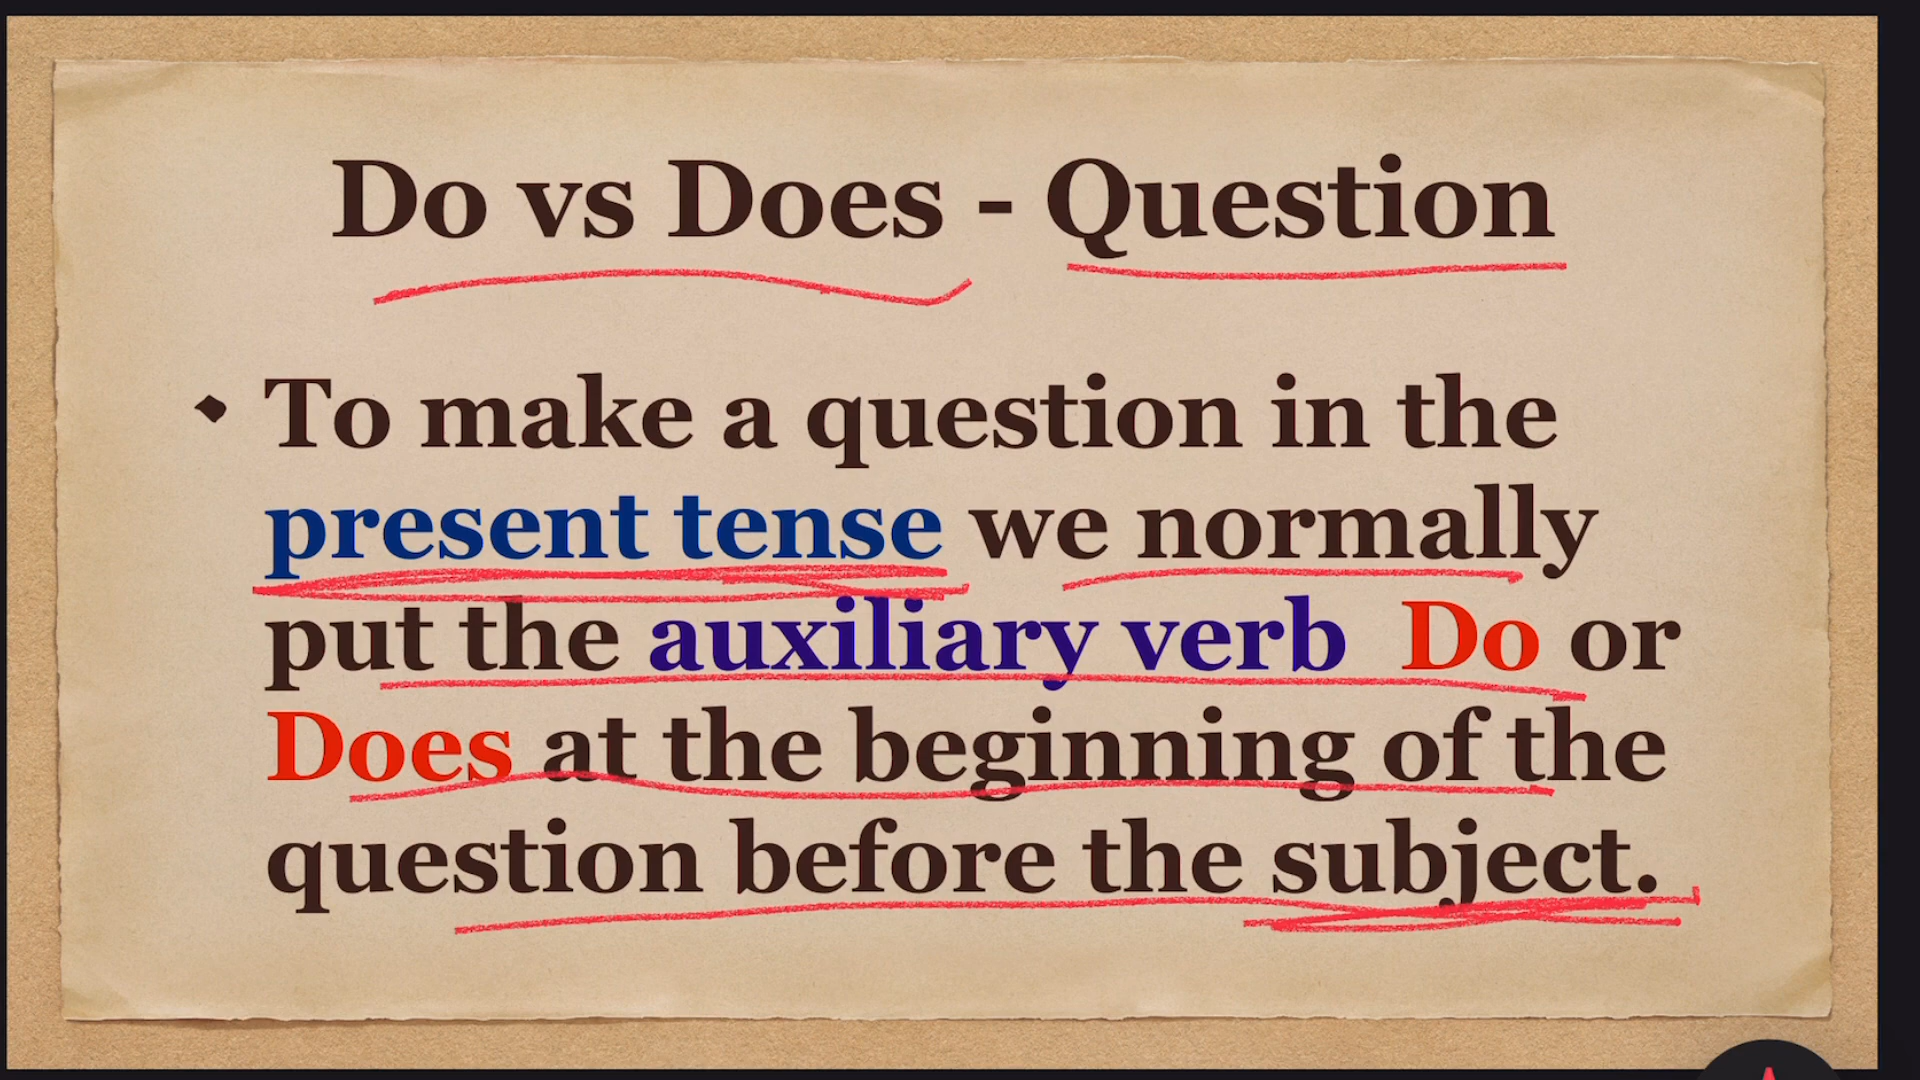 Do vs Does - Question
• To make a question in the
present tense we normally
put the auxiliary verb Do or
Does at the beginning of the
question before the subject.